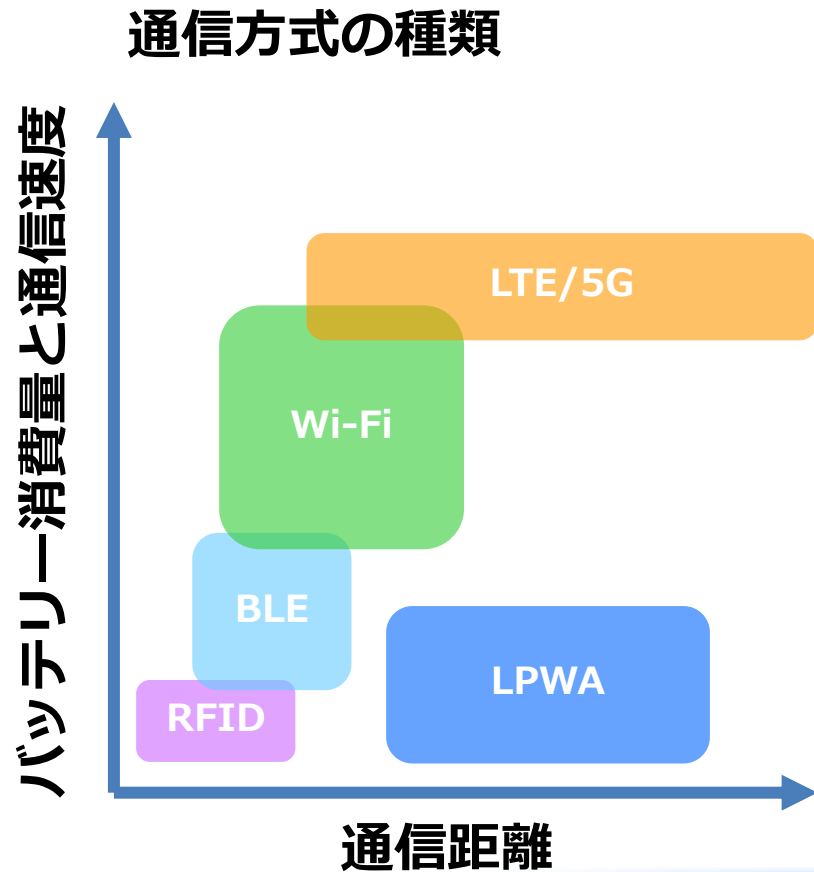 通信方式の種類
バッテリー消費量と通信速度
LTE/5G
Wi-Fi
BLE
LPWA
RFID
通信距離